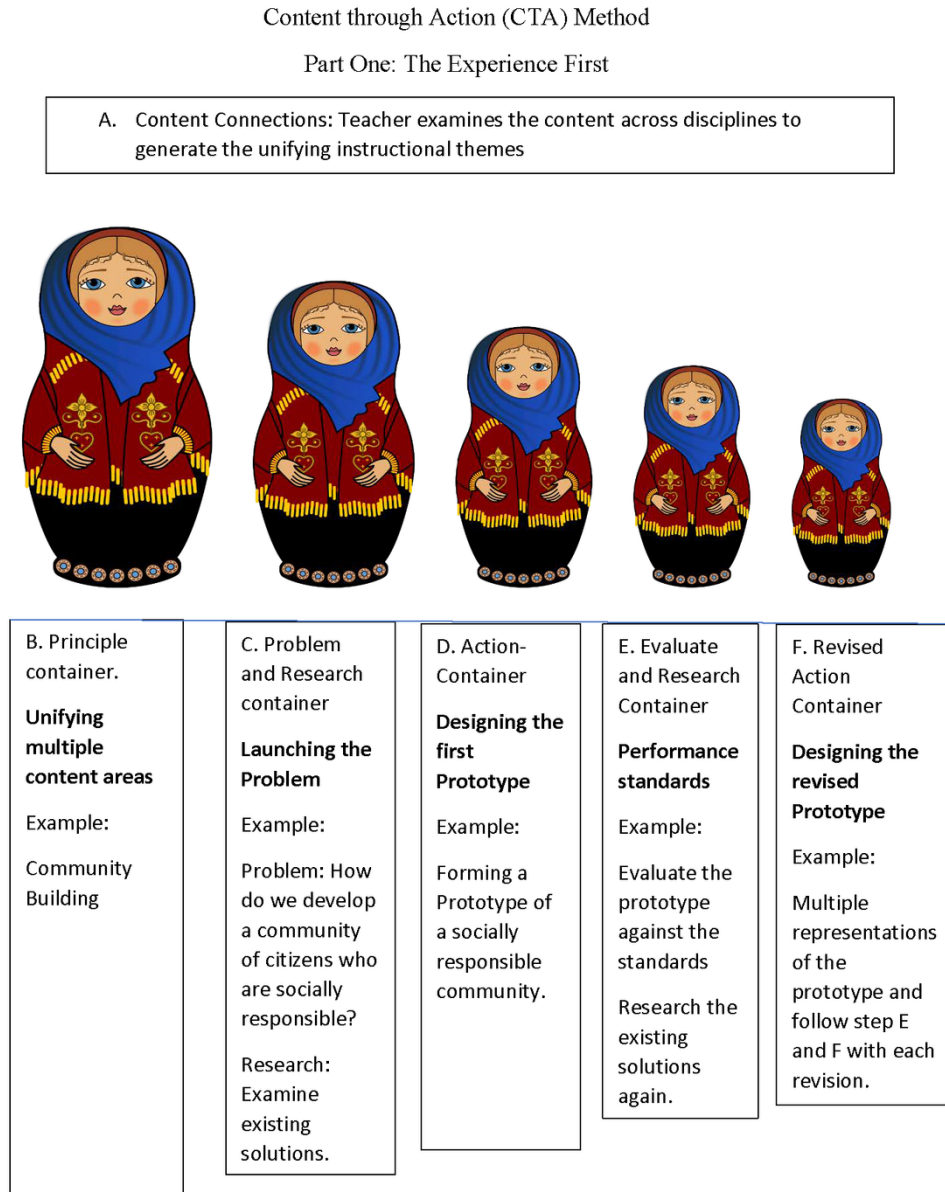 Content through Action (CTA) Method
Part One: The Experience First
A. Content Connections: Teacher examines the content across disciplines to
generate the unifying instructional themes
B. Principle
container.
Unifying
multiple
content areas
Example:
Community
Building
C. Problem
and Research
container
Launching the
Problem
Example:
Problem: How
do we develop
a community
of citizens who
are socially
responsible?
Research:
Examine
existing
solutions.
D. Action-
Container
Designing the
first
Prototype
Example:
Forming a
Prototype of
a socially
responsible
community.
E. Evaluate
and Research
Container
Performance
standards
Example:
Evaluate the
prototype
against the
standards
Research the
existing
solutions
again.
F. Revised
Action
Container
Designing the
revised
Prototype
Example:
Multiple
representations
of the
prototype and
follow step E
and F with each
revision.